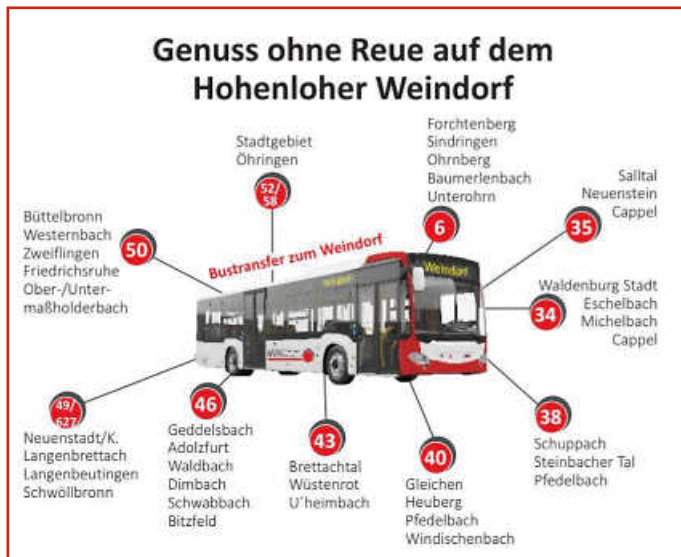 Genuss ohne Reue auf dem
Hohenloher Weindorf
Stadtgebiet
Öhringen
52/
58
Forchtenberg
Sindringen
Ohrnberg
Baumerlenbach
Unterohrn
6
Salltal
Neuenstein
Cappel
35
Büttelbronn
Westernbach
Zweiflingen
Friedrichsruhe
Ober-/Unter-
maßholderbach
50
Bustransfer zum Weindorf
Weindorf
Waldenburg Stadt
Eschelbach
Michelbach
Cappel
34
49/
627
Neuenstadt/K.
Langenbrettach
Langenbeutingen
Schwöllbronn
46
Geddelsbach
Adolzfurt
Waldbach
Dimbach
Schwabbach
Bitzfeld
43
Brettachtal
Wüstenrot
U´heimbach
40
Gleichen
Heuberg
Pfedelbach
Windischenbach
38
Schuppach
Steinbacher Tal
Pfedelbach